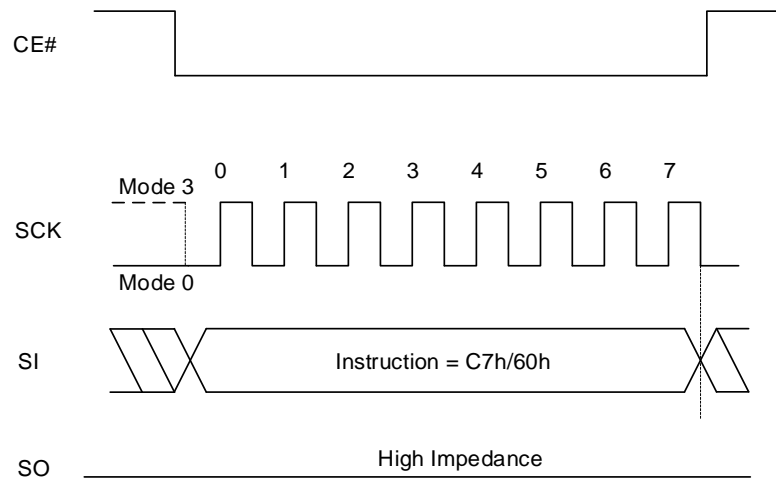 CE#
0 1 2 3 4 5 6 7
Mode 3
SCK
Mode 0
SI
Instruction = C7h/60h
High Impedance
SO